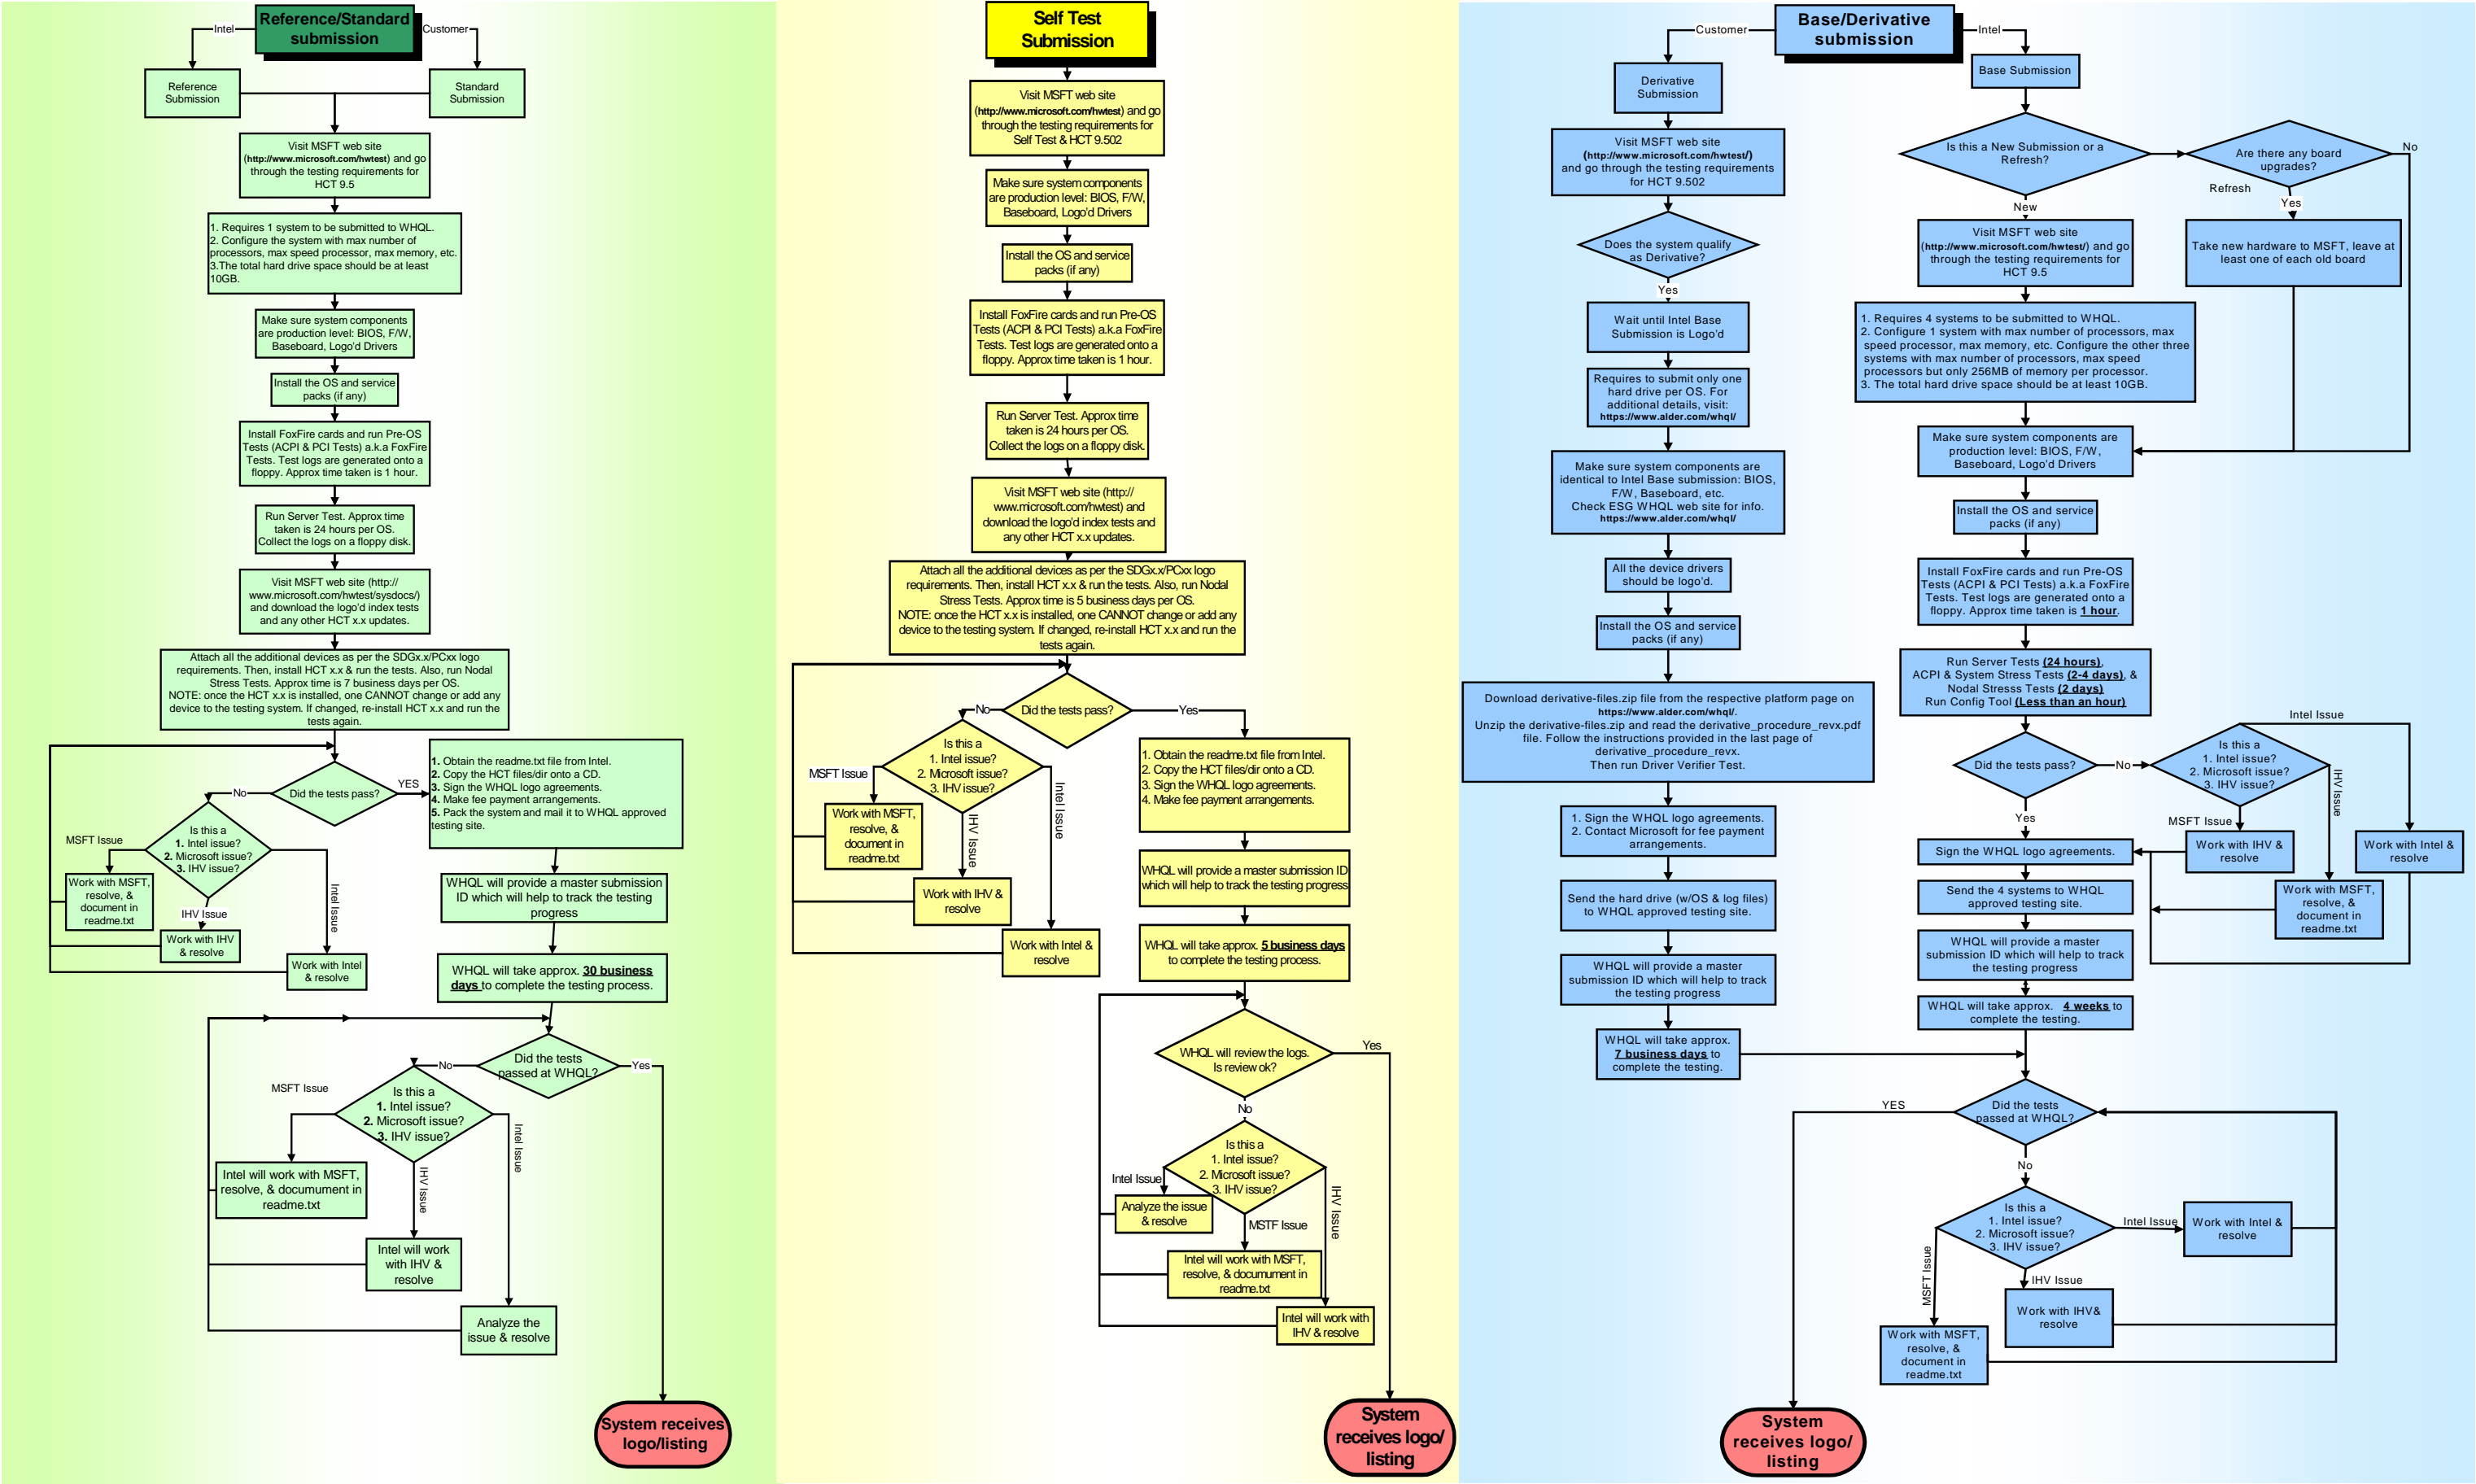 Reference/Standard
submission
Intel
Customer
Reference
Submission
Standard
Submission
Visit MSFT web site
(http://www.microsoft.com/hwtest) and go
through the testing requirements for
HCT 9.5
1. Requires 1 system to be submitted to WHQL.
2. Configure the system with max number of
processors, max speed processor, max memory, etc.
3.The total hard drive space should be at least
10GB.
Make sure system components
are production level: BIOS, F/W,
Baseboard, Logo'd Drivers
Install the OS and service
packs (if any)
Install FoxFire cards and run Pre-OS
Tests (ACPI & PCI Tests) a.k.a FoxFire
Tests. Test logs are generated onto a
floppy. Approx time taken is 1 hour.
Run Server Test. Approx time
taken is 24 hours per OS.
Collect the logs on a floppy disk.
Visit MSFT web site (http://
www.microsoft.com/hwtest/sysdocs/)
and download the logo'd index tests
and any other HCT x.x updates.
Attach all the additional devices as per the SDGx.x/PCxx logo
requirements. Then, install HCT x.x & run the tests. Also, run Nodal
Stress Tests. Approx time is 7 business days per OS.
NOTE: once the HCT x.x is installed, one CANNOT change or add any
device to the testing system. If changed, re-install HCT x.x and run the
tests again.
Did the tests pass?
No
YES
Is this a
1. Intel issue?
2. Microsoft issue?
3. IHV issue?
MSFT Issue
Work with MSFT,
resolve, &
document in
readme.txt
IHV Issue
Work with IHV
& resolve
Intel Issue
Work with Intel
& resolve
1. Obtain the readme.txt file from Intel.
2. Copy the HCT files/dir onto a CD.
3. Sign the WHQL logo agreements.
4. Make fee payment arrangements.
5. Pack the system and mail it to WHQL approved
testing site.
WHQL will provide a master submission
ID which will help to track the testing
progress
WHQL will take approx. 30 business
days to complete the testing process.
Did the tests
passed at WHQL?
No
Yes
Is this a
1. Intel issue?
2. Microsoft issue?
3. IHV issue?
MSFT Issue
Intel will work with MSFT,
resolve, & documument in
readme.txt
IHV Issue
Intel will work
with IHV &
resolve
Intel Issue
Analyze the
issue & resolve
System receives
logo/listing
Self Test
Submission
Visit MSFT web site
(http://www.microsoft.com/hwtest) and go
through the testing requirements for
Self Test & HCT 9.502
Make sure system components
are production level: BIOS, F/W,
Baseboard, Logo'd Drivers
Install the OS and service
packs (if any)
Install FoxFire cards and run Pre-OS
Tests (ACPI & PCI Tests) a.k.a FoxFire
Tests. Test logs are generated onto a
floppy. Approx time taken is 1 hour.
Run Server Test. Approx time
taken is 24 hours per OS.
Collect the logs on a floppy disk.
Visit MSFT web site (http://
www.microsoft.com/hwtest) and
download the logo'd index tests and
any other HCT x.x updates.
Attach all the additional devices as per the SDGx.x/PCxx logo
requirements. Then, install HCT x.x & run the tests. Also, run Nodal
Stress Tests. Approx time is 5 business days per OS.
NOTE: once the HCT x.x is installed, one CANNOT change or add any
device to the testing system. If changed, re-install HCT x.x and run the
tests again.
Did the tests pass?
No
Yes
Is this a
1. Intel issue?
2. Microsoft issue?
3. IHV issue?
MSFT Issue
Work with MSFT,
resolve, &
document in
readme.txt
IHV Issue
Work with IHV &
resolve
Intel Issue
Work with Intel &
resolve
1. Obtain the readme.txt file from Intel.
2. Copy the HCT files/dir onto a CD.
3. Sign the WHQL logo agreements.
4. Make fee payment arrangements.
WHQL will provide a master submission ID
which will help to track the testing progress
WHQL will take approx. 5 business days
to complete the testing process.
WHQL will review the logs.
Is review ok?
Yes
No
Is this a
1. Intel issue?
2. Microsoft issue?
3. IHV issue?
Intel Issue
Analyze the issue
& resolve
MSTF Issue
Intel will work with MSFT,
resolve, & documument in
readme.txt
IHV Issue
Intel will work with
IHV & resolve
System
receives logo/
listing
Base/Derivative
submission
Customer
Intel
Derivative
Submission
Visit MSFT web site
(http://www.microsoft.com/hwtest/)
and go through the testing requirements
for HCT 9.502
Does the system qualify
as Derivative?
Yes
Wait until Intel Base
Submission is Logo'd
Requires to submit only one
hard drive per OS. For
additional details, visit:
https://www.alder.com/whql/
Make sure system components are
identical to Intel Base submission: BIOS,
F/W, Baseboard, etc.
Check ESG WHQL web site for info.
https://www.alder.com/whql/
All the device drivers
should be logo'd.
Install the OS and service
packs (if any)
Download derivative-files.zip file from the respective platform page on
https://www.alder.com/whql/.
Unzip the derivative-files.zip and read the derivative_procedure_revx.pdf
file. Follow the instructions provided in the last page of
derivative_procedure_revx.
Then run Driver Verifier Test.
1. Sign the WHQL logo agreements.
2. Contact Microsoft for fee payment
arrangements.
Send the hard drive (w/OS & log files)
to WHQL approved testing site.
WHQL will provide a master
submission ID which will help to track
the testing progress
WHQL will take approx.
7 business days to
complete the testing.
Base Submission
Is this a New Submission or a
Refresh?
Are there any board
upgrades?
No
Refresh
Yes
New
Take new hardware to MSFT, leave at
least one of each old board
Visit MSFT web site
(http://www.microsoft.com/hwtest/) and go
through the testing requirements for
HCT 9.5
1. Requires 4 systems to be submitted to WHQL.
2. Configure 1 system with max number of processors, max
speed processor, max memory, etc. Configure the other three
systems with max number of processors, max speed
processors but only 256MB of memory per processor.
3. The total hard drive space should be at least 10GB.
Make sure system components are
production level: BIOS, F/W,
Baseboard, Logo'd Drivers
Install the OS and service
packs (if any)
Install FoxFire cards and run Pre-OS
Tests (ACPI & PCI Tests) a.k.a FoxFire
Tests. Test logs are generated onto a
floppy. Approx time taken is 1 hour.
Run Server Tests (24 hours),
ACPI & System Stress Tests (2-4 days), &
Nodal Stresss Tests (2 days)
Run Config Tool (Less than an hour)
Did the tests pass?
No
Yes
Is this a
1. Intel issue?
2. Microsoft issue?
3. IHV issue?
Intel Issue
IHV Issue
MSFT Issue
Work with IHV &
resolve
Work with Intel &
resolve
Work with MSFT,
resolve, &
document in
readme.txt
Sign the WHQL logo agreements.
Send the 4 systems to WHQL
approved testing site.
WHQL will provide a master
submission ID which will help to track
the testing progress
WHQL will take approx. 4 weeks to
complete the testing.
Did the tests
passed at WHQL?
YES
No
Is this a
1. Intel issue?
2. Microsoft issue?
3. IHV issue?
Intel Issue
Work with Intel &
resolve
IHV Issue
Work with IHV&
resolve
MSFT Issue
Work with MSFT,
resolve, &
document in
readme.txt
System
receives logo/
listing